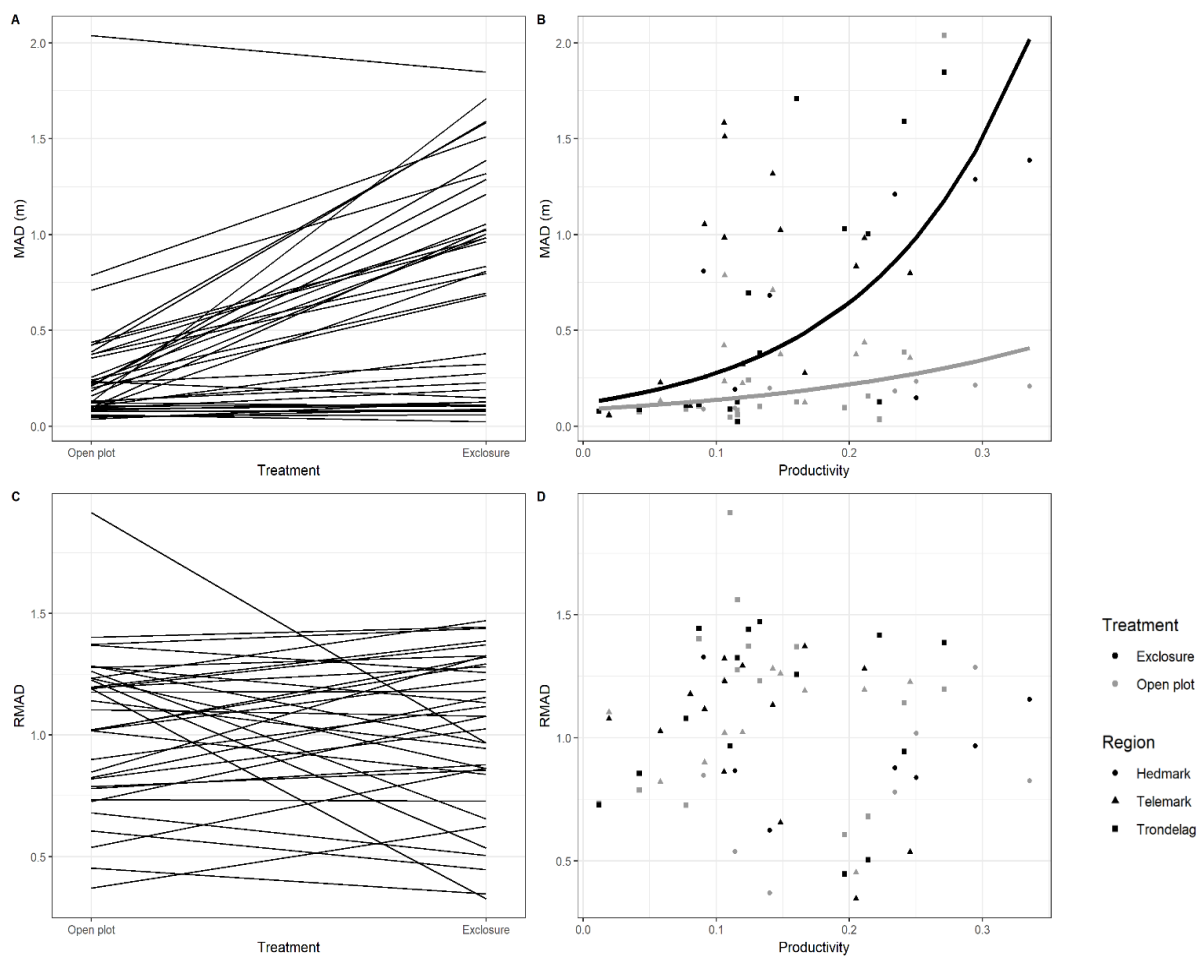 A
B
2.0
1.5
1.0
0.5
0.0
MAD (m)
Open plot
Exclosure
Treatment
2.0
1.5
1.0
0.5
0.0
MAD (m)
0.0
0.1
0.2
0.3
Productivity
C
D
1.5
1.0
0.5
RMAD
Open plot
Exclosure
Treatment
1.5
1.0
0.5
RMAD
0.0
0.1
0.2
0.3
Productivity
Treatment
Exclosure
Open plot
Region
Hedmark
Telemark
Trondelag